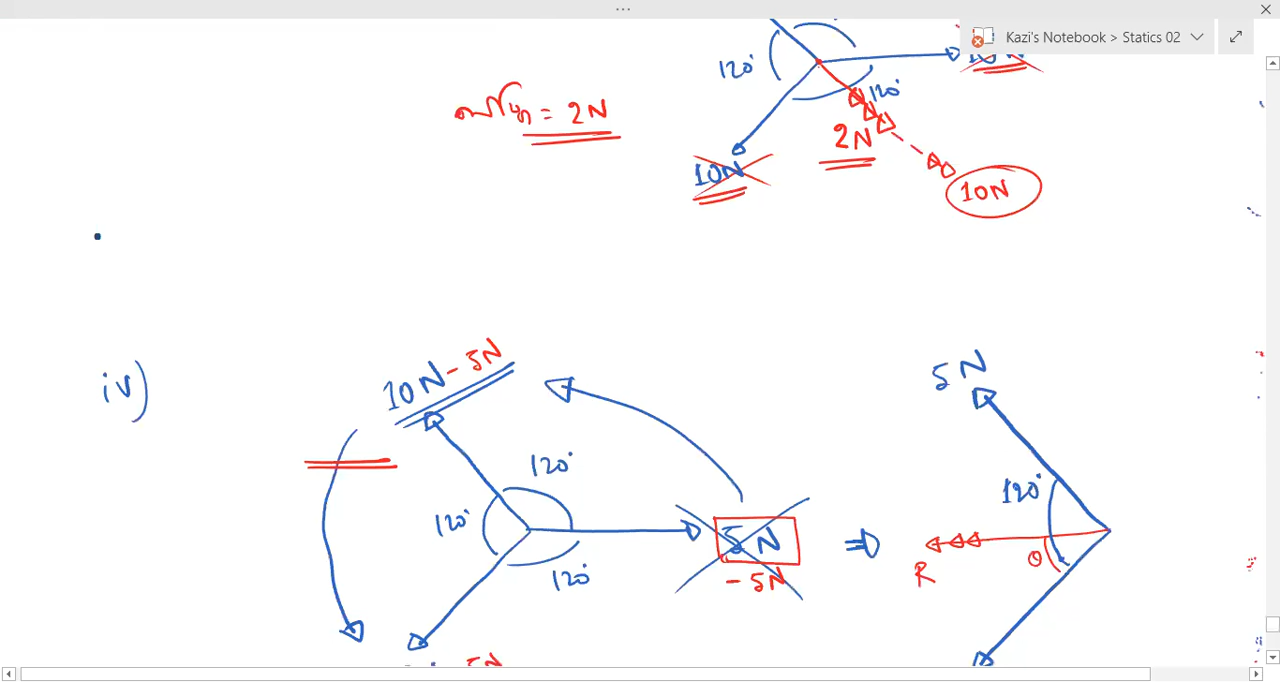 Kazi's Notebook > Statics 02
120°
120°
= 2N
2N
10N
10N
iv)
10N - 5N
120°
120°
120°
5N
- 5N
⇒
5N
120°
R
θ